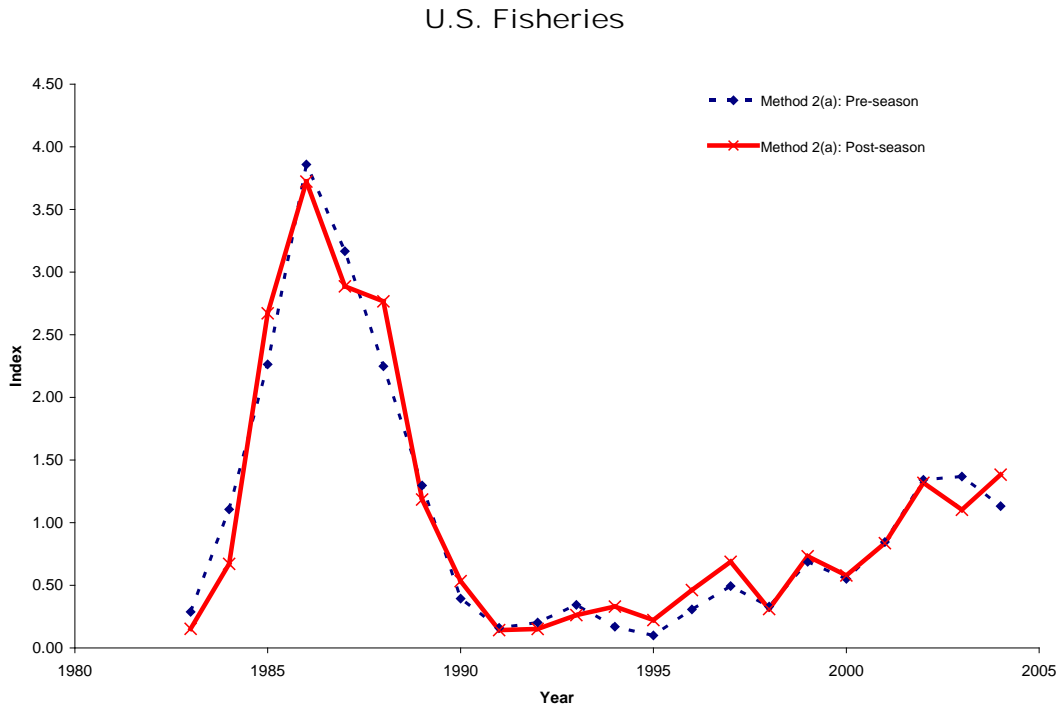 U.S. Fisheries
4.50
4.00
3.50
3.00
2.50
2.00
1.50
1.00
0.50
0.00
Index
Method 2(a): Pre-season
Method 2(a): Post-season
1980 1985 1990 1995 2000 2005
Year